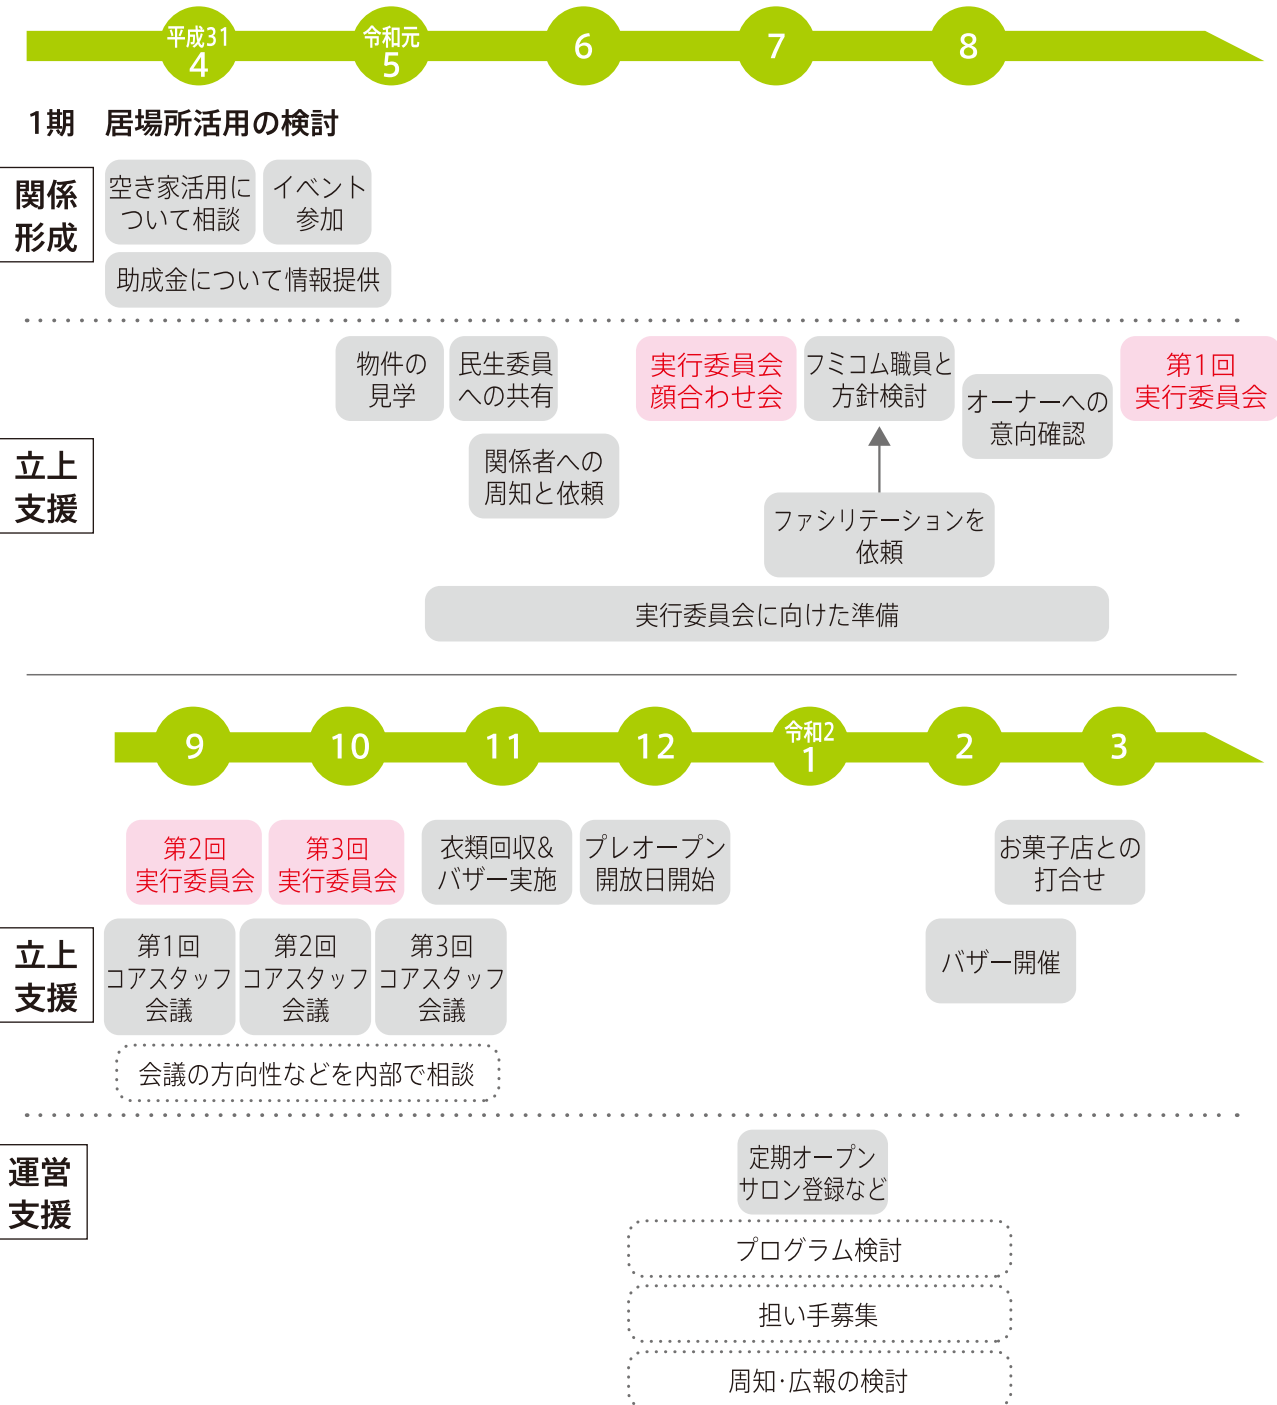 平成31
4
令和元
5
6
7
8
1期 居場所活用の検討
関係
形成
空き家活用に
ついて相談
イベント
参加
助成金について情報提供
立上
支援
物件の
見学
民生委員
への共有
関係者への
周知と依頼
実行委員会
顔合わせ会
フミコム職員と
方針検討
オーナーへの
意向確認
第1回
実行委員会
ファシリテーションを
依頼
実行委員会に向けた準備
9
10
11
12
令和2
1
2
3
立上
支援
第2回
実行委員会
第3回
実行委員会
衣類回収&
バザー実施
プレオープン
開放日開始
お菓子店との
打合せ
第1回
コアスタッフ
会議
第2回
コアスタッフ
会議
第3回
コアスタッフ
会議
バザー開催
会議の方向性などを内部で相談
運営
支援
定期オープン
サロン登録など
プログラム検討
担い手募集
周知・広報の検討